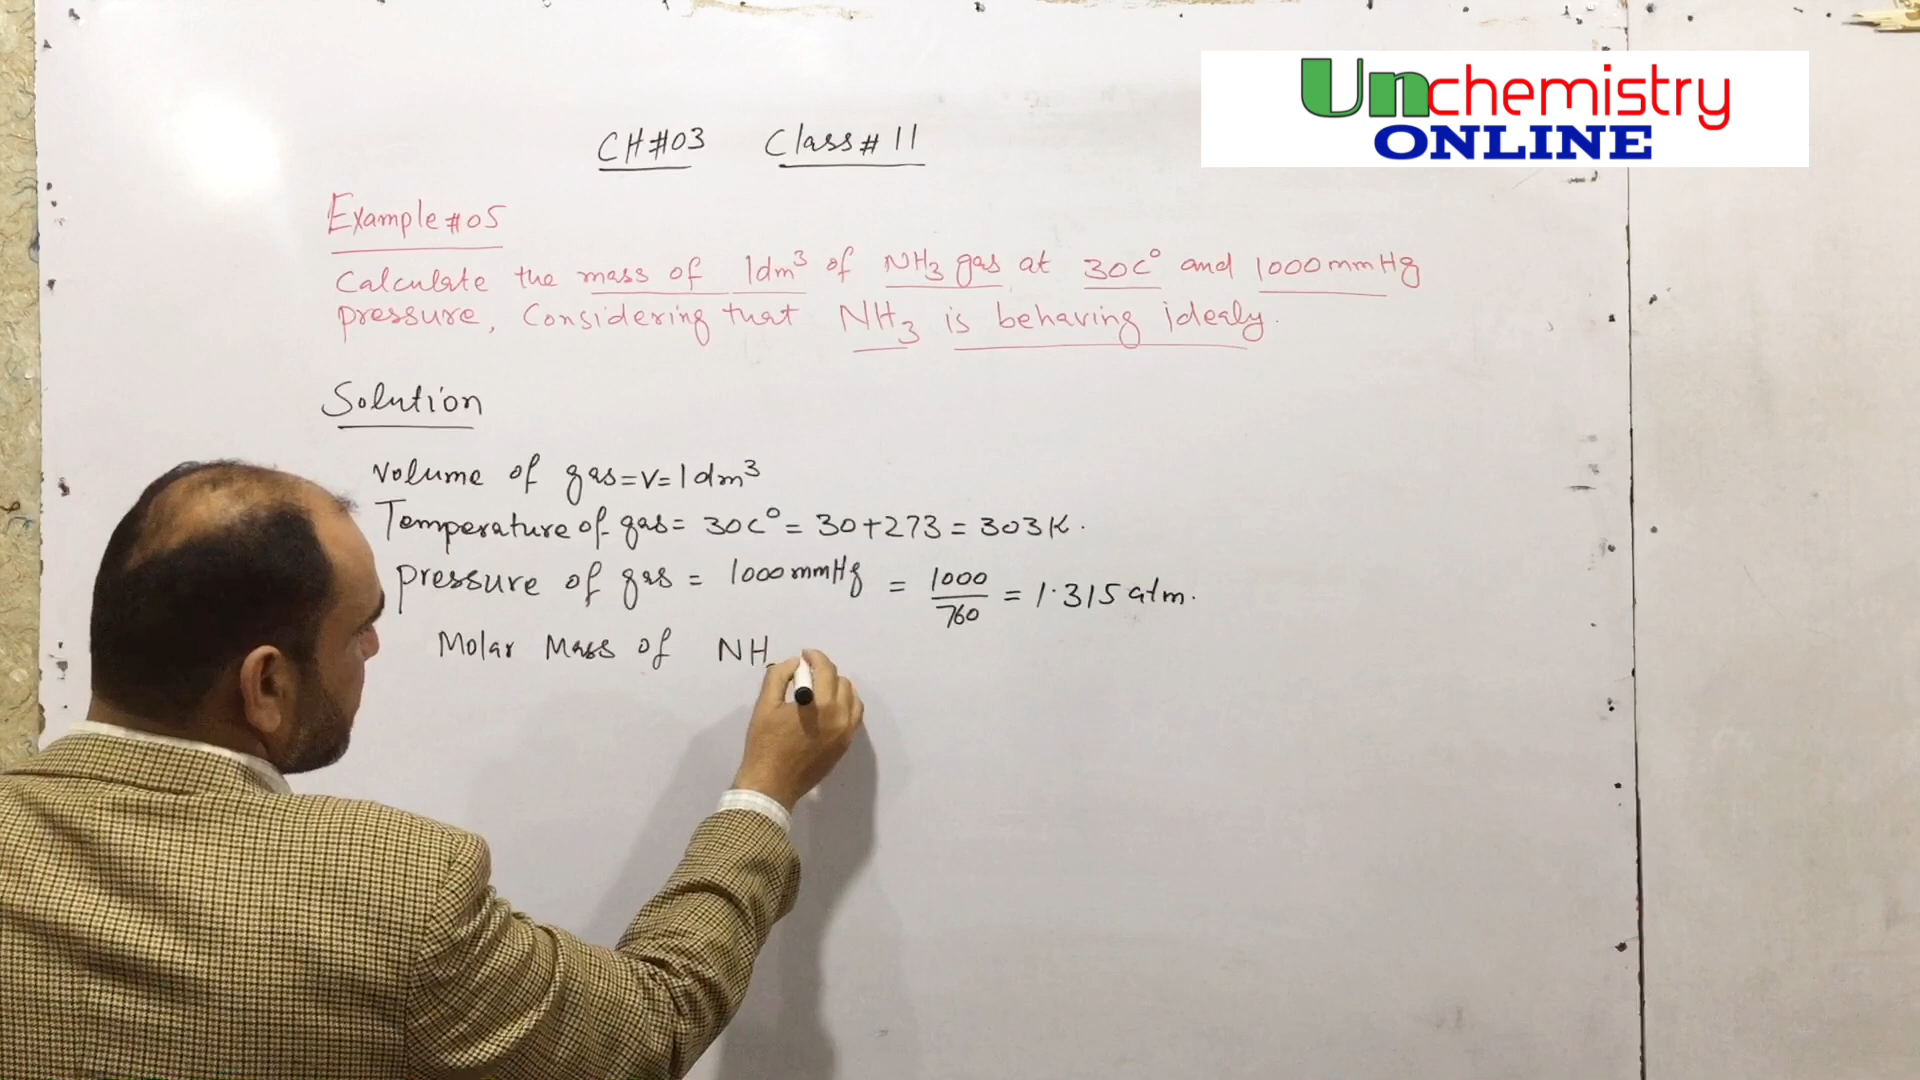 Unchemistry
ONLINE
CH#03 Class#11
Example#05
Calculate the mass of 1dm³ of NH₃ gas at 30C° and 1000mmHg
pressure, Considering that NH₃ is behaving idealy.
Solution
Volume of gas=V=1dm³
Temperature of gas= 30C°=30+273=303K.
pressure of gas = 1000mmHg = 1000/760 = 1.315 atm.
Molar Mass of NH